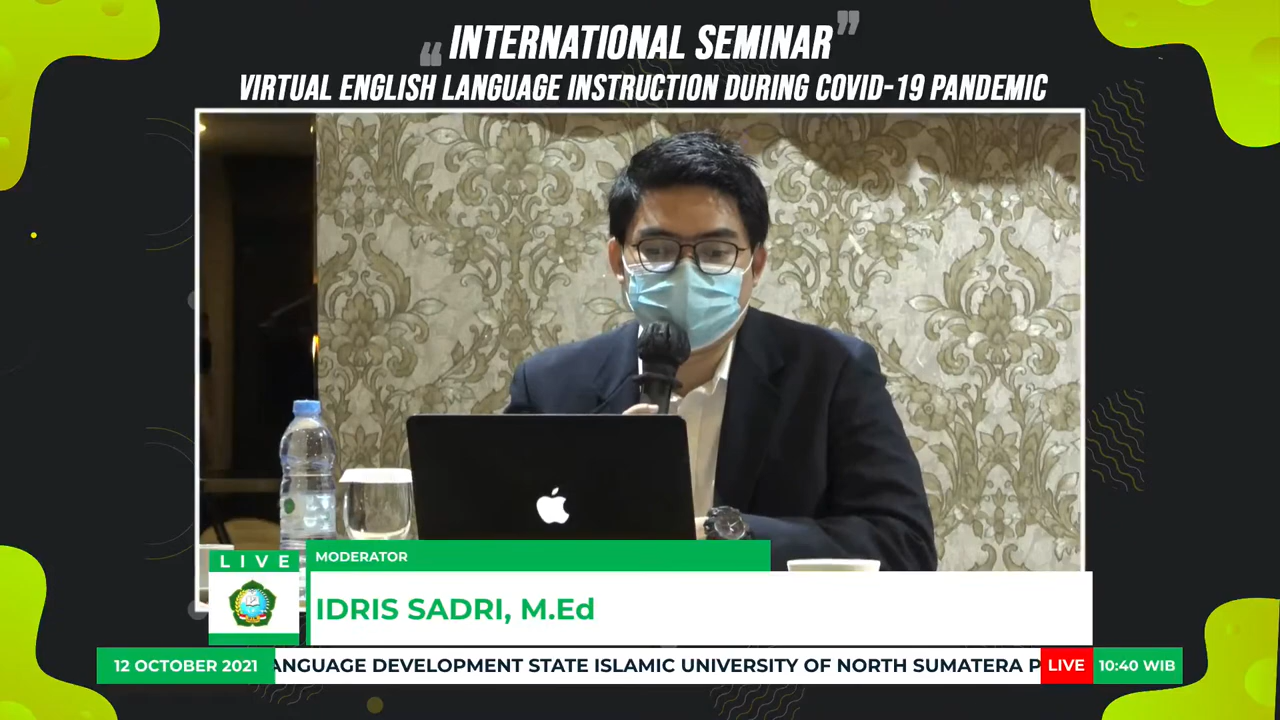 “INTERNATIONAL SEMINAR”
VIRTUAL ENGLISH LANGUAGE INSTRUCTION DURING COVID-19 PANDEMIC
LIVE
MODERATOR
IDRIS SADRI, M.Ed
12 OCTOBER 2021
ANGUAGE DEVELOPMENT STATE ISLAMIC UNIVERSITY OF NORTH SUMATERA P
LIVE
10:40 WIB